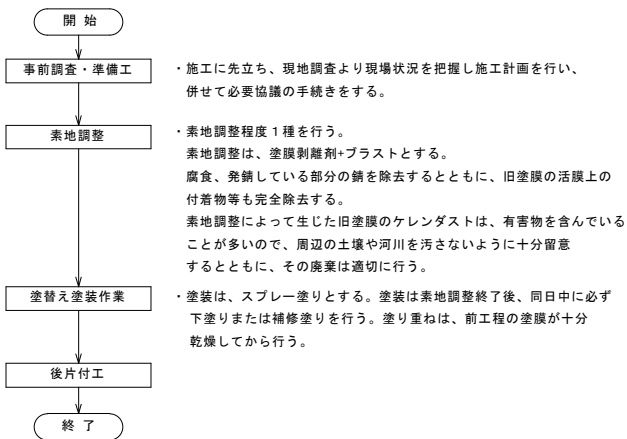 開 始
事前調査・準備工
・施工に先立ち、現地調査より現場状況を把握し施工計画を行い、
併せて必要協議の手続きをする。
素地調整
・素地調整程度1種を行う。
素地調整は、塗膜剥離剤+ブラストとする。
腐食、発錆している部分の錆を除去するとともに、旧塗膜の活膜上の
付着物等も完全除去する。
素地調整によって生じた旧塗膜のケレンダストは、有害物を含んでいる
ことが多いので、周辺の土壌や河川を汚さないように十分留意
するとともに、その廃棄は適切に行う。
塗替え塗装作業
・塗装は、スプレー塗りとする。塗装は素地調整終了後、同日中に必ず
下塗りまたは補修塗りを行う。塗り重ねは、前工程の塗膜が十分
乾燥してから行う。
後片付工
終 了